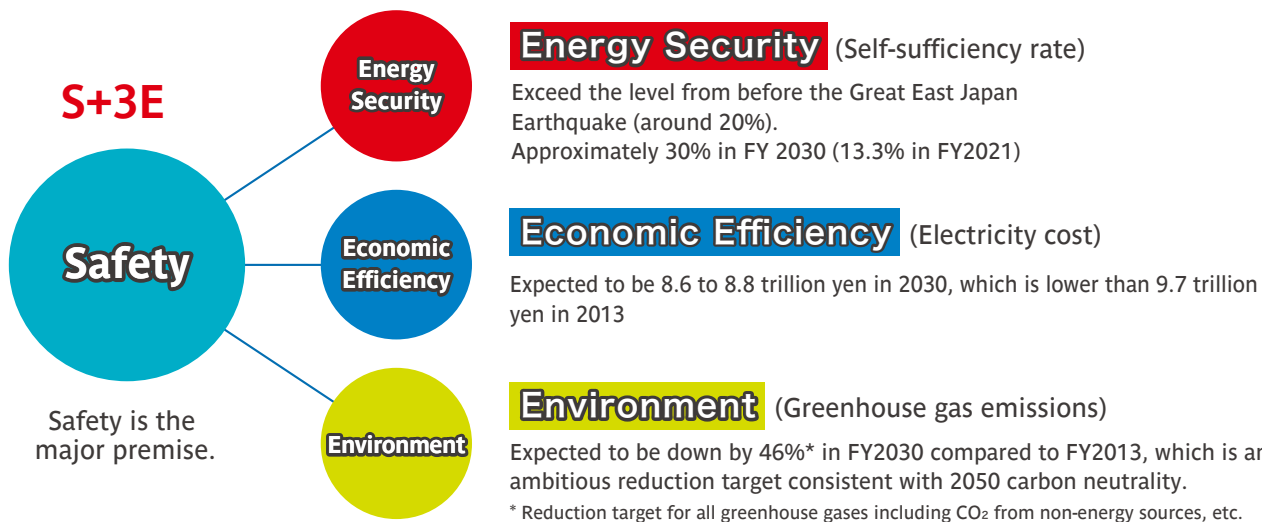 S+3E
Safety
Safety is the
major premise.
Energy
Security
Energy Security (Self-sufficiency rate)
Exceed the level from before the Great East Japan
Earthquake (around 20%).
Approximately 30% in FY 2030 (13.3% in FY2021)
Economic
Efficiency
Economic Efficiency (Electricity cost)
Expected to be 8.6 to 8.8 trillion yen in 2030, which is lower than 9.7 trillion
yen in 2013
Environment
Environment (Greenhouse gas emissions)
Expected to be down by 46%* in FY2030 compared to FY2013, which is an
ambitious reduction target consistent with 2050 carbon neutrality.
* Reduction target for all greenhouse gases including CO₂ from non-energy sources, etc.